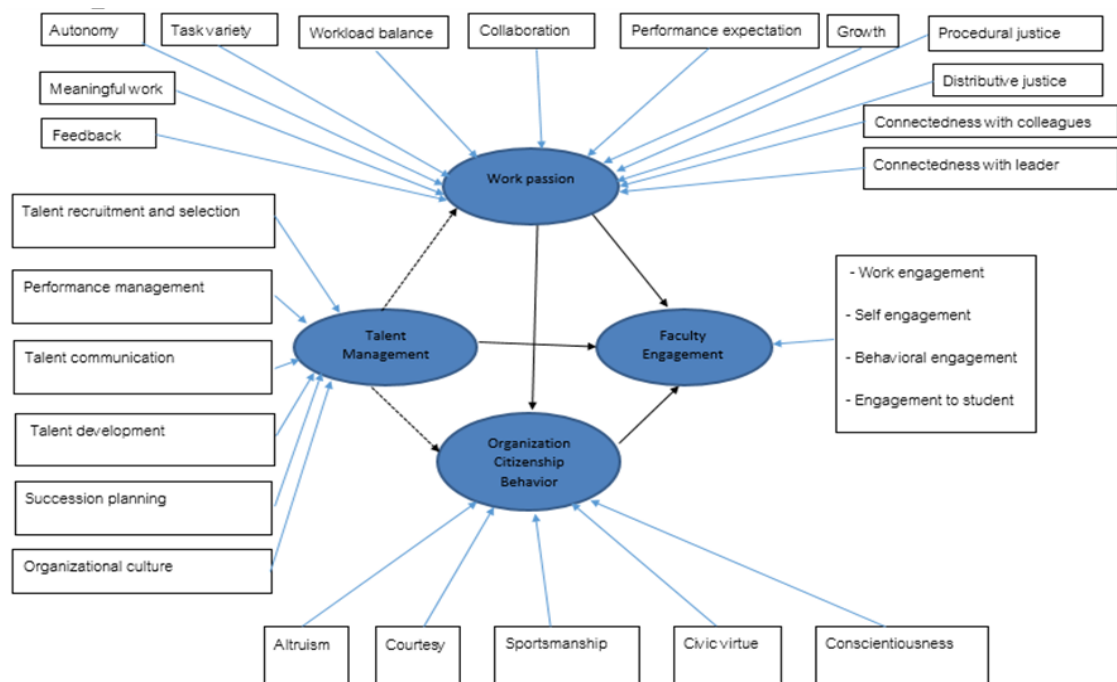 Autonomy
Task variety
Workload balance
Collaboration
Performance expectation
Growth
Procedural justice
Meaningful work
Distributive justice
Feedback
Connectedness with colleagues
Work passion
Connectedness with leader
Talent recruitment and selection
Performance management
- Work engagement
- Self engagement
- Behavioral engagement
- Engagement to student
Talent
Management
Faculty
Engagement
Talent communication
Talent development
Organization
Citizenship
Behavior
Succession planning
Organizational culture
Altruism
Courtesy
Sportsmanship
Civic virtue
Conscientiousness